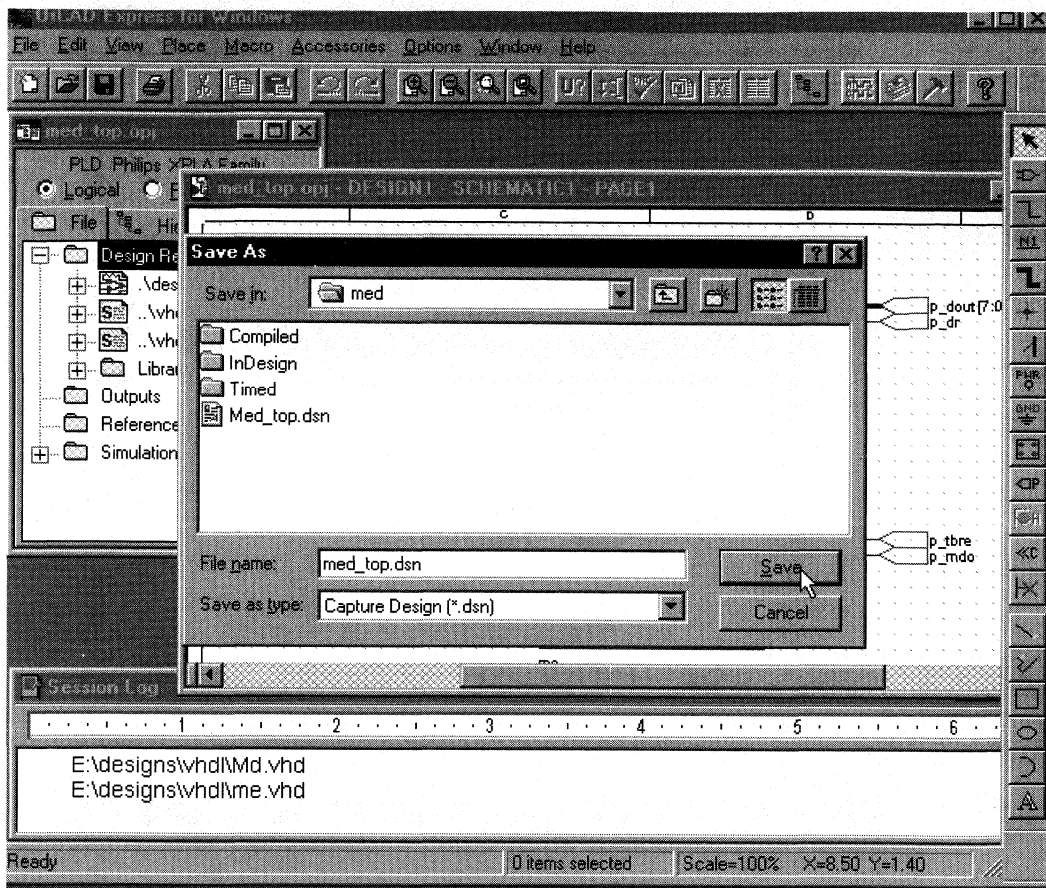 OrCAD Express for Windows
File Edit View Place Macro Accessories Options Window Help
U?
med_top.opj
PLD Philips XPLA Family
Logical
File
Design Re
.\des
..\vhd
..\vhd
Librar
Outputs
Reference
Simulation
med_top.opj - DESIGN1 - SCHEMATIC1 - PAGE1
C D
p_dout[7:0
p_dr
p_tbre
p_mdo
Save As
Save in: med
Compiled
InDesign
Timed
Med_top.dsn
File name: med_top.dsn Save
Save as type: Capture Design (*.dsn) Cancel
N1
PWR
GND
Session Log
1 2 3 4 5 6
E:\designs\vhdl\Md.vhd
E:\designs\vhdl\me.vhd
Ready 0 items selected Scale=100% X=8.50 Y=1.40